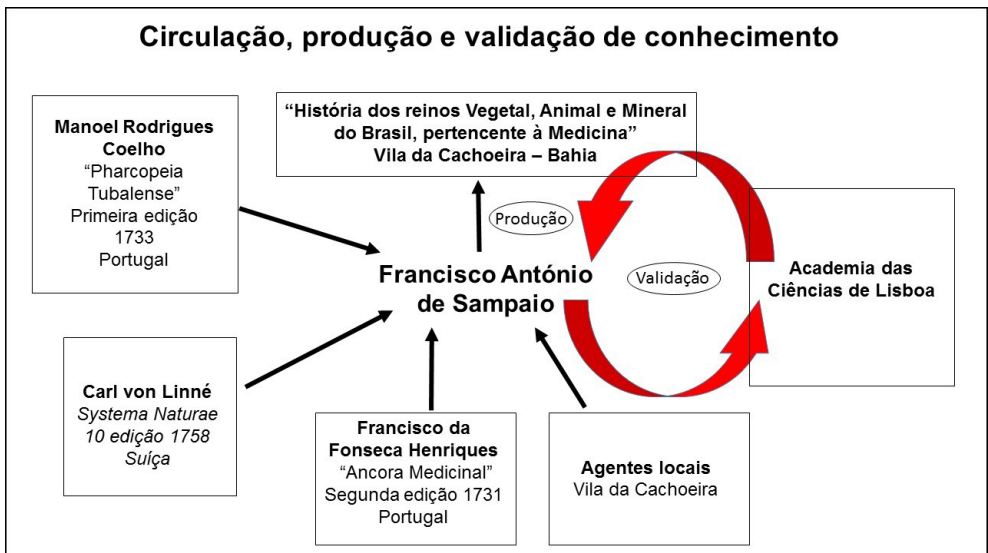 Circulação, produção e validação de conhecimento
Manoel Rodrigues
Coelho
“Pharcopeia
Tubalense”
Primeira edição
1733
Portugal
“História dos reinos Vegetal, Animal e Mineral
do Brasil, pertencente à Medicina”
Vila da Cachoeira – Bahia
Produção
Francisco António
de Sampaio
Validação
Academia das
Ciências de Lisboa
Carl von Linné
Systema Naturae
10 edição 1758
Suíça
Francisco da
Fonseca Henriques
“Ancora Medicinal”
Segunda edição 1731
Portugal
Agentes locais
Vila da Cachoeira